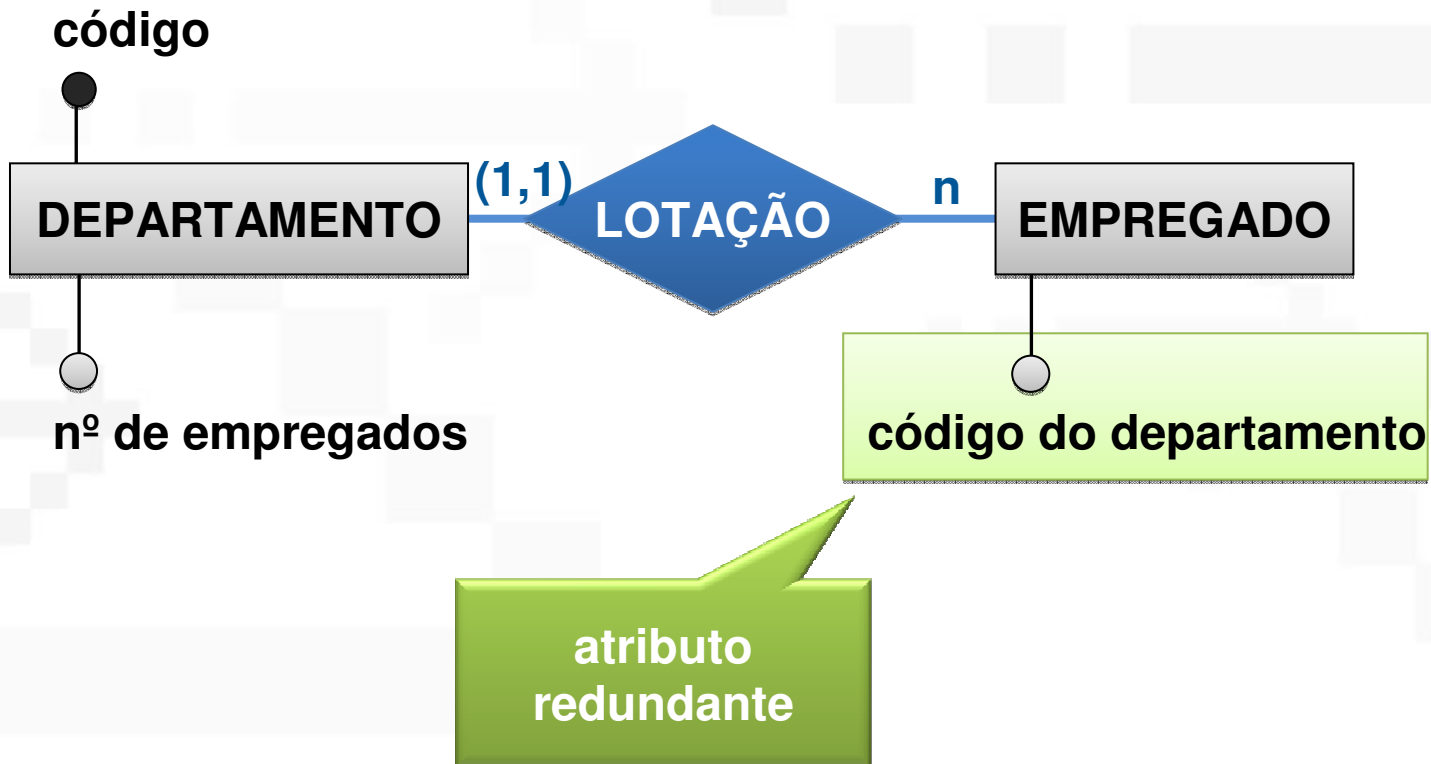 código
(1,1)
n
DEPARTAMENTO
LOTAÇÃO
EMPREGADO
nº de empregados
código do departamento
atributo
redundante